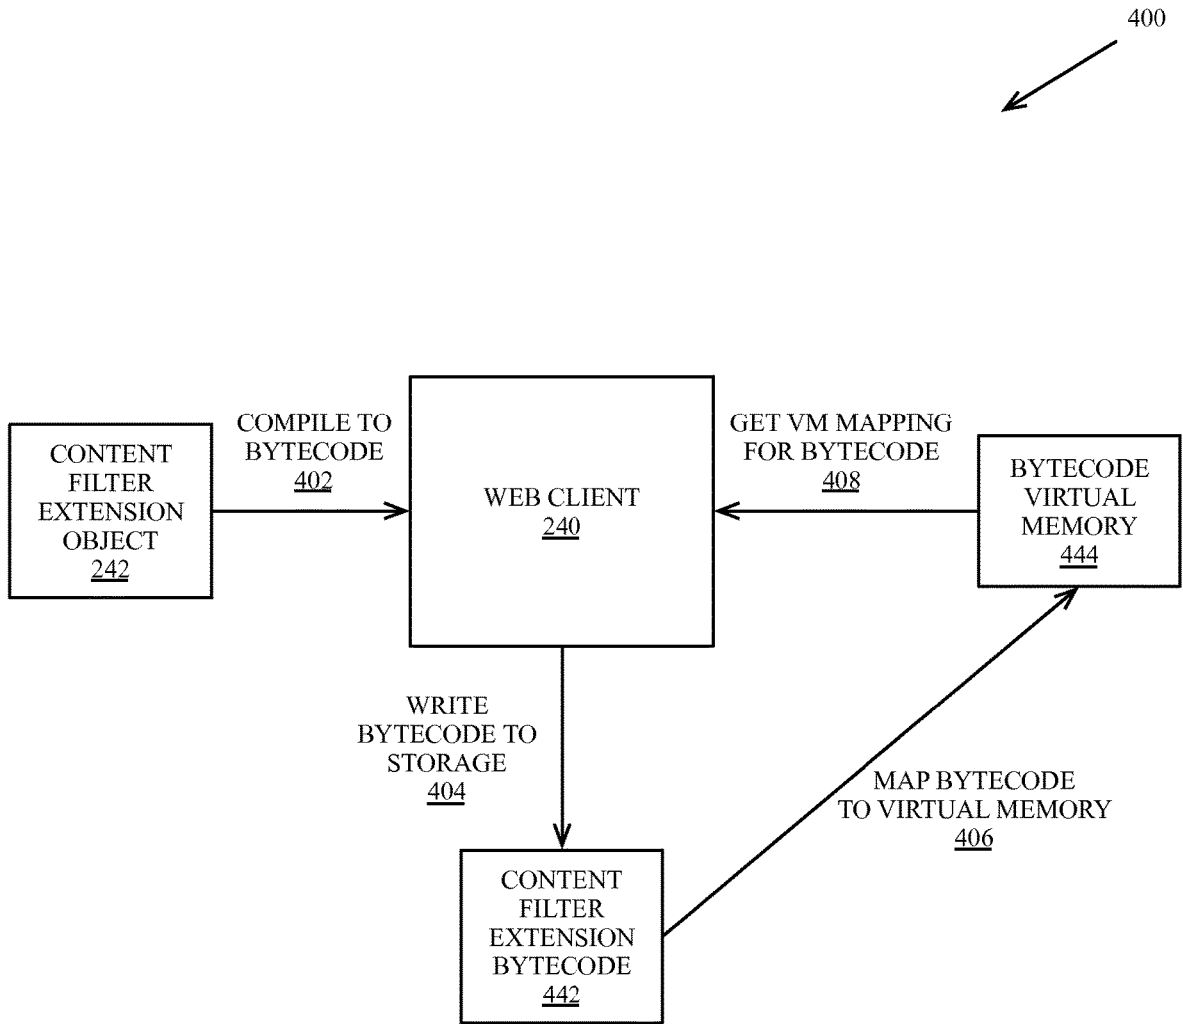 400
CONTENT
FILTER
EXTENSION
OBJECT
242
COMPILE TO
BYTECODE
402
WEB CLIENT
240
GET VM MAPPING
FOR BYTECODE
408
BYTECODE
VIRTUAL
MEMORY
444
WRITE
BYTECODE TO
STORAGE
404
MAP BYTECODE
TO VIRTUAL MEMORY
406
CONTENT
FILTER
EXTENSION
BYTECODE
442